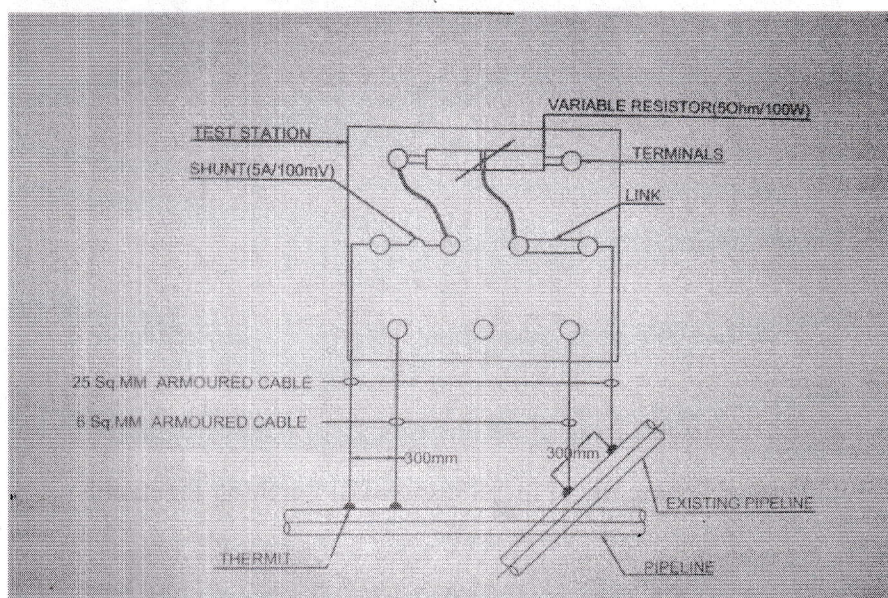 VARIABLE RESISTOR(5Ohm/100W)
TEST STATION
TERMINALS
SHUNT(5A/100mV)
LINK
25 Sq.MM ARMOURED CABLE
6 Sq.MM ARMOURED CABLE
300mm
300mm
EXISTING PIPELINE
THERMIT
PIPELINE